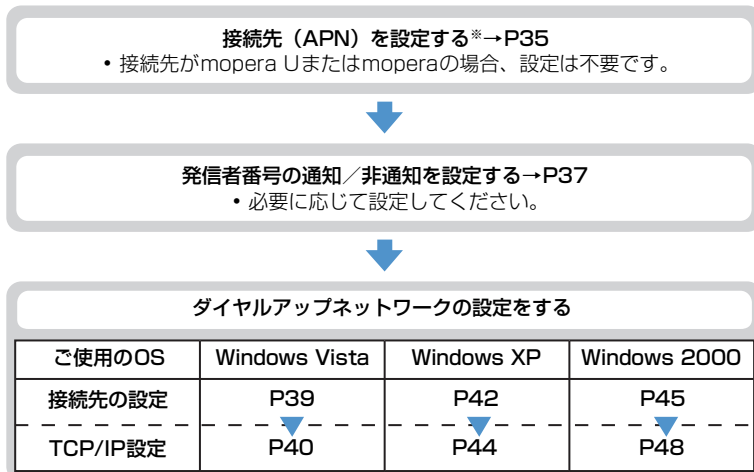 接続先（APN）を設定する※→P35
• 接続先がmopera Uまたはmoperaの場合、設定は不要です。
発信者番号の通知／非通知を設定する→P37
• 必要に応じて設定してください。
ダイヤルアップネットワークの設定をする
ご使用のOS Windows Vista Windows XP Windows 2000
接続先の設定 P39 P42 P45
TCP/IP設定 P40 P44 P48